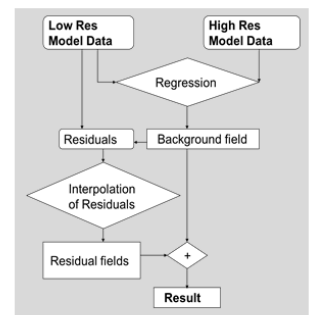 Low Res
Model Data
High Res
Model Data
Regression
Residuals
Background field
Interpolation
of Residuals
Residual fields
+
Result